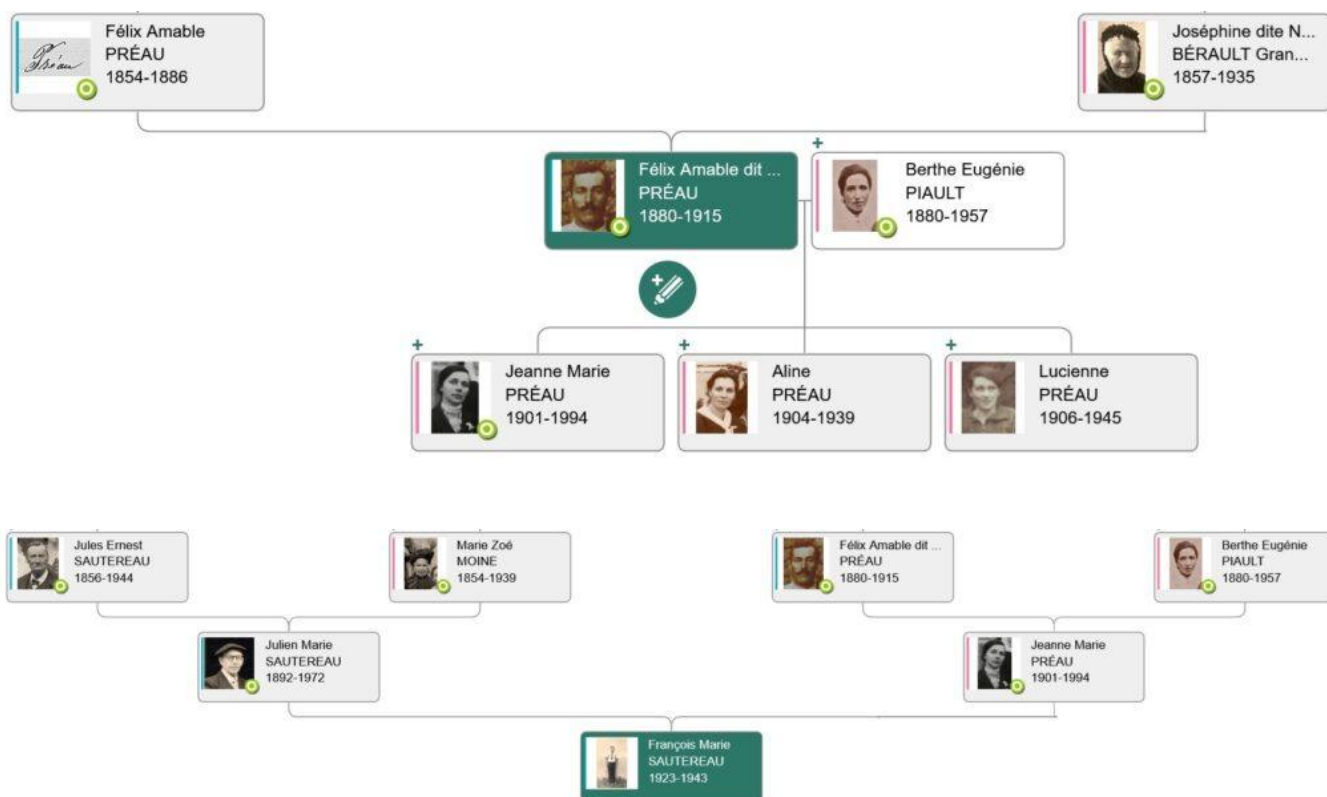 Félix Amable
PRÉAU
1854-1886
Préau
Joséphine dite N...
BÉRAULT Gran...
1857-1935
Félix Amable dit ...
PRÉAU
1880-1915
Berthe Eugénie
PIAULT
1880-1957
Jeanne Marie
PRÉAU
1901-1994
Aline
PRÉAU
1904-1939
Lucienne
PRÉAU
1906-1945
Jules Ernest
SAUTEREAU
1856-1944
Marie Zoé
MOINE
1854-1939
Félix Amable dit ...
PRÉAU
1880-1915
Berthe Eugénie
PIAULT
1880-1957
Julien Marie
SAUTEREAU
1892-1972
Jeanne Marie
PRÉAU
1901-1994
François Marie
SAUTEREAU
1923-1943